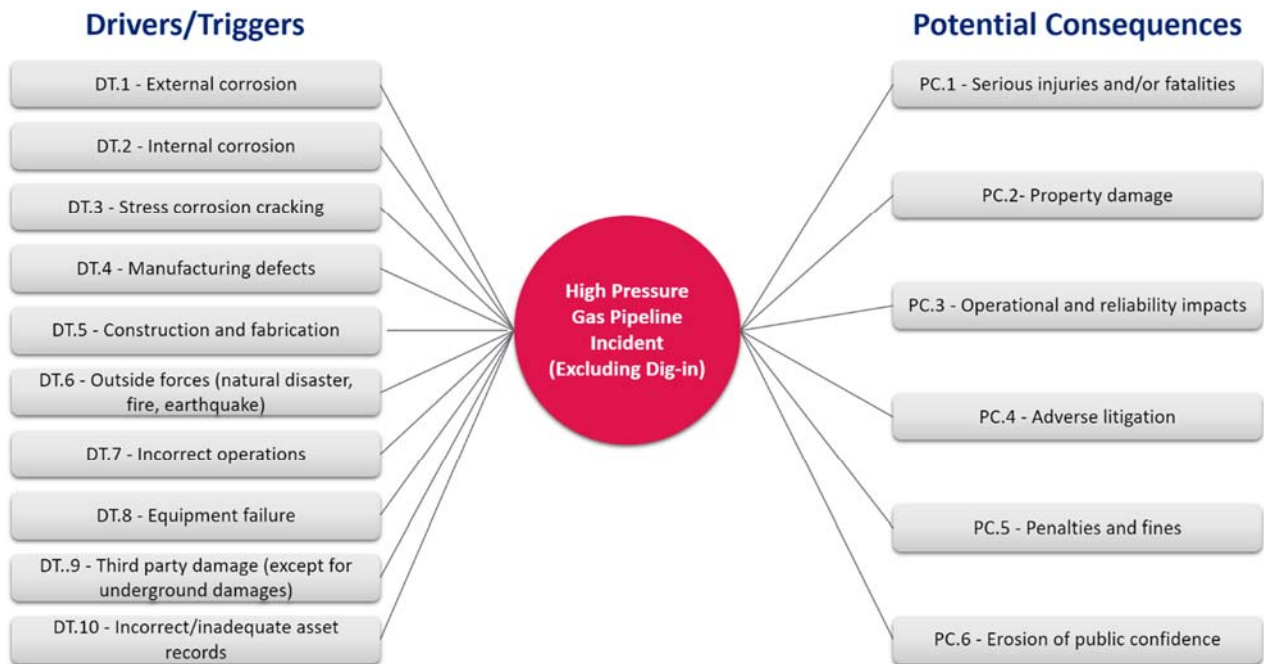 Drivers/Triggers
DT.1 - External corrosion
DT.2 - Internal corrosion
DT.3 - Stress corrosion cracking
DT.4 - Manufacturing defects
DT.5 - Construction and fabrication
DT.6 - Outside forces (natural disaster,
fire, earthquake)
DT.7 - Incorrect operations
DT.8 - Equipment failure
DT..9 - Third party damage (except for
underground damages)
DT.10 - Incorrect/inadequate asset
records
High Pressure
Gas Pipeline
Incident
(Excluding Dig-in)
Potential Consequences
PC.1 - Serious injuries and/or fatalities
PC.2- Property damage
PC.3 - Operational and reliability impacts
PC.4 - Adverse litigation
PC.5 - Penalties and fines
PC.6 - Erosion of public confidence